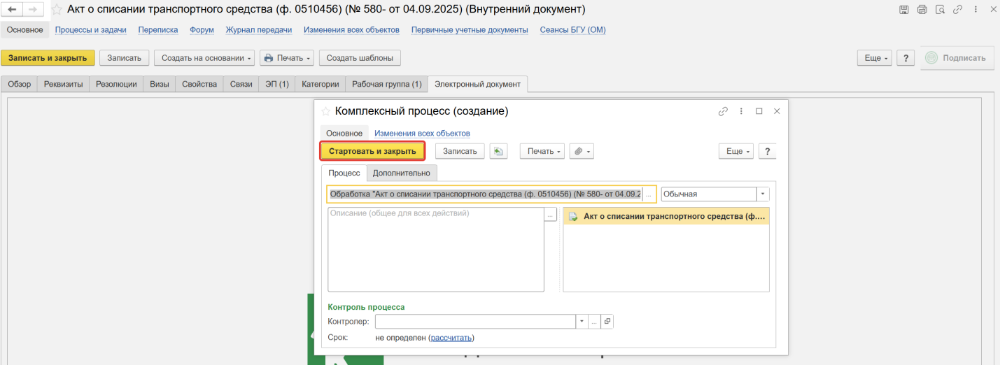 Акт о списании транспортного средства (ф. 0510456) (№ 580- от 04.09.2025) (Внутренний документ)
Основное Процессы и задачи Переписка Форум Журнал передачи Изменения всех объектов Первичные учетные документы Сеансы БГУ (ОМ)
Записать и закрыть Записать Создать на основании Печать Создать шаблоны Еще ? Подписать
Обзор Реквизиты Резолюции Визы Свойства Связи ЭП (1) Категории Рабочая группа (1) Электронный документ
Комплексный процесс (создание)
Основное Изменения всех объектов
Стартовать и закрыть Записать Печать Еще ?
Процесс Дополнительно
Обработка "Акт о списании транспортного средства (ф. 0510456) (№ 580- от 04.09.2 ... Обычная
Описание (общее для всех действий) ... Акт о списании транспортного средства (ф....
Контроль процесса
Контролер: ...
Срок: не определен (рассчитать)